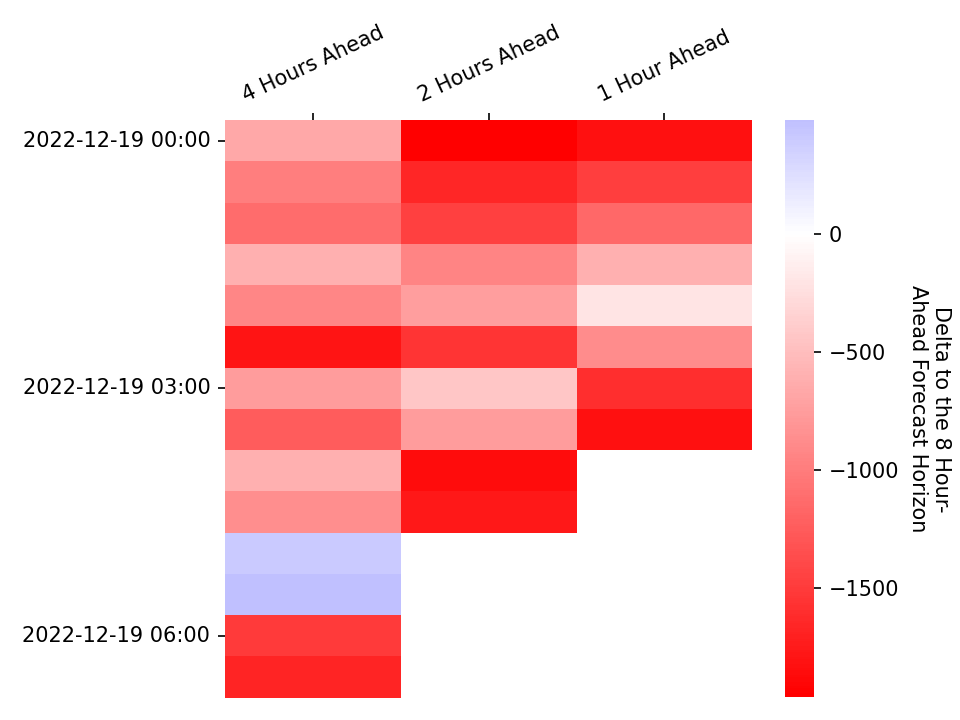 4 Hours Ahead
2 Hours Ahead
1 Hour Ahead
2022-12-19 00:00
2022-12-19 03:00
2022-12-19 06:00
0
−500
−1000
−1500
Delta to the 8 Hour-
Ahead Forecast Horizon